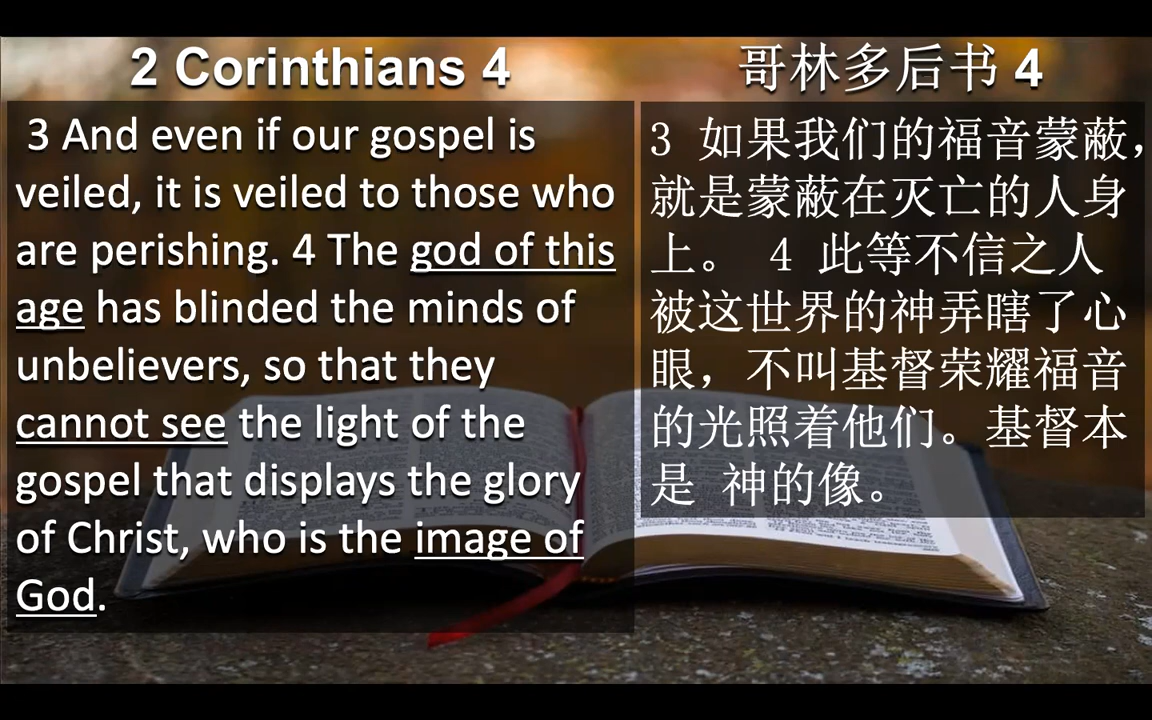 2 Corinthians 4
3 And even if our gospel is
veiled, it is veiled to those who
are perishing. 4 The god of this
age has blinded the minds of
unbelievers, so that they
cannot see the light of the
gospel that displays the glory
of Christ, who is the image of
God.
哥林多后书 4
3 如果我们的福音蒙蔽，
就是蒙蔽在灭亡的人身
上。 4 此等不信之人
被这世界的神弄瞎了心
眼，不叫基督荣耀福音
的光照着他们。基督本
是 神的像。